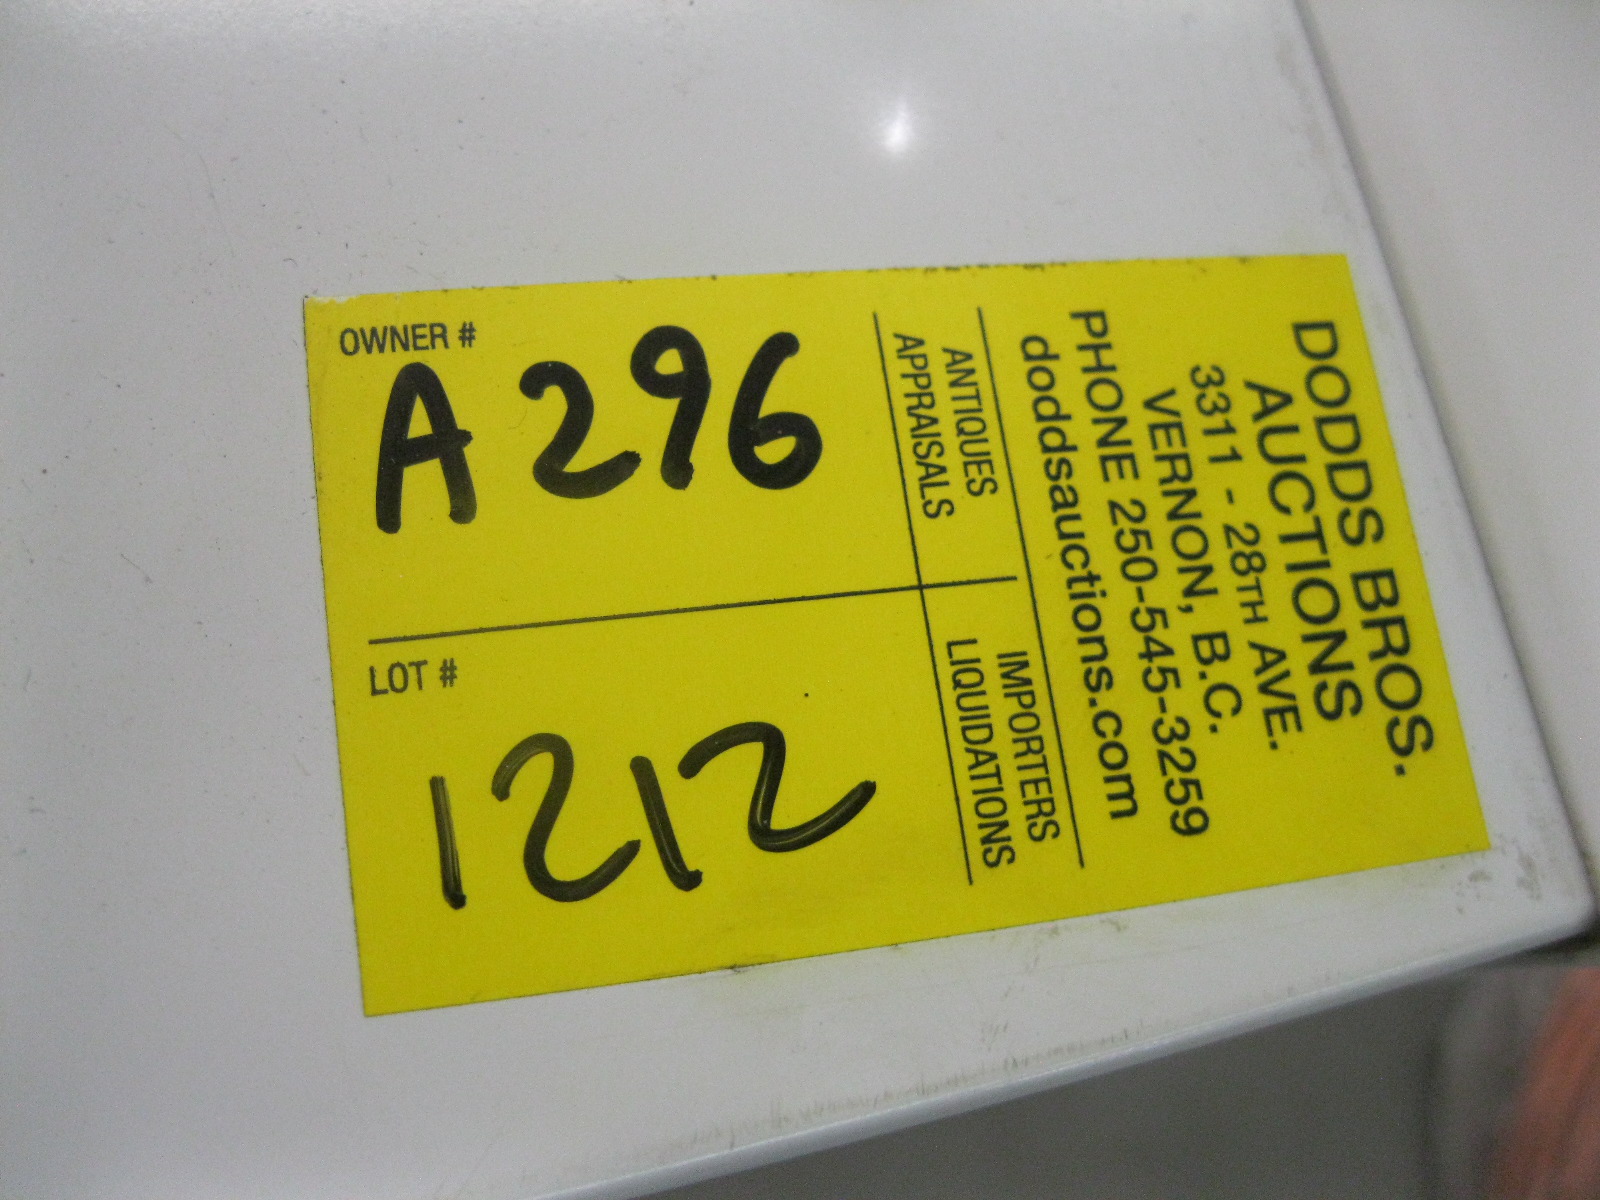 OWNER #
A296
LOT #
1212
DODDS BROS.
AUCTIONS
3311 - 28TH AVE.
VERNON, B.C.
PHONE 250-545-3259
doddsauctions.com
ANTIQUES
APPRAISALS
IMPORTERS
LIQUIDATIONS